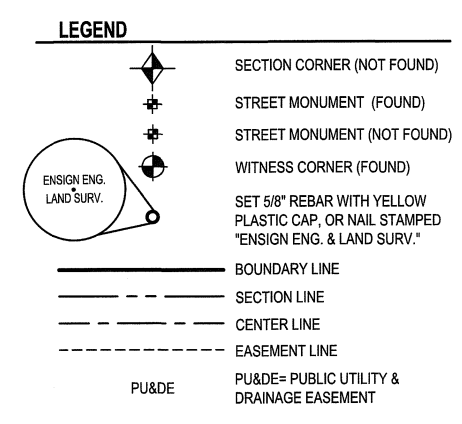 LEGEND
SECTION CORNER (NOT FOUND)
STREET MONUMENT (FOUND)
STREET MONUMENT (NOT FOUND)
WITNESS CORNER (FOUND)
ENSIGN ENG.
LAND SURV.
SET 5/8" REBAR WITH YELLOW
PLASTIC CAP, OR NAIL STAMPED
"ENSIGN ENG. & LAND SURV."
BOUNDARY LINE
SECTION LINE
CENTER LINE
EASEMENT LINE
PU&DE
PU&DE= PUBLIC UTILITY &
DRAINAGE EASEMENT